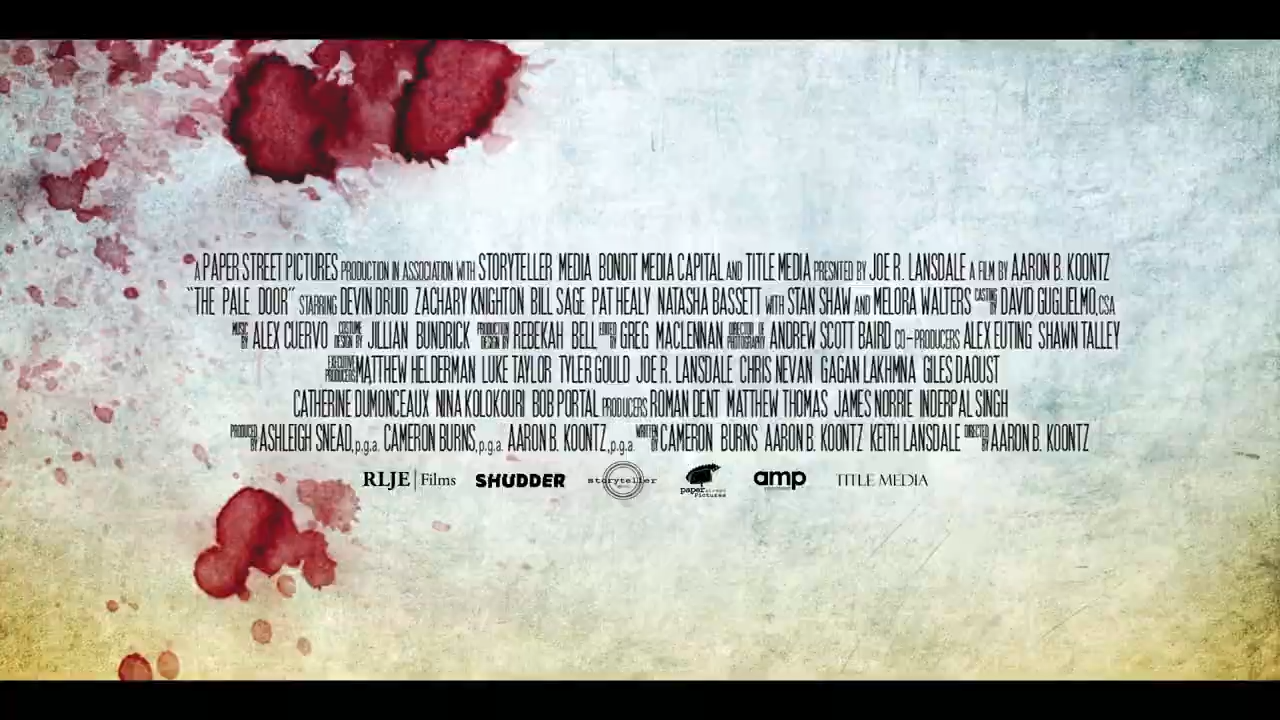 A PAPER STREET PICTURES PRODUCTION IN ASSOCIATION WITH STORYTELLER MEDIA BONDIT MEDIA CAPITAL AND TITLE MEDIA PRESNTED BY JOE R. LANSDALE A FILM BY AARON B. KOONTZ
"THE PALE DOOR" STARRING DEVIN DRUID ZACHARY KNIGHTON BILL SAGE PAT HEALY NATASHA BASSETT WITH STAN SHAW AND MELORA WALTERS CASTING BY DAVID GUGLIELMO, CSA
MUSIC BY ALEX CUERVO COSTUME DESIGN BY JILLIAN BUNDRICK PRODUCTION DESIGN BY REBEKAH BELL EDITED BY GREG MACLENNAN DIRECTOR OF PHOTOGRAPHY ANDREW SCOTT BAIRD CO-PRODUCERS ALEX EUTING SHAWN TALLEY
EXECUTIVE PRODUCERS MATTHEW HELDERMAN LUKE TAYLOR TYLER GOULD JOE R. LANSDALE CHRIS NEVAN GAGAN LAKHMNA GILES DAOUST
CATHERINE DUMONCEAUX NINA KOLOKOURI BOB PORTAL PRODUCERS ROMAN DENT MATTHEW THOMAS JAMES NORRIE INDERPAL SINGH
PRODUCED BY ASHLEIGH SNEAD, p.g.a. CAMERON BURNS, p.g.a. AARON B. KOONTZ, p.g.a. WRITTEN BY CAMERON BURNS AARON B. KOONTZ KEITH LANSDALE DIRECTED BY AARON B. KOONTZ
RLJE | Films SHUDDER storyteller paper street Pictures amp TITLE MEDIA